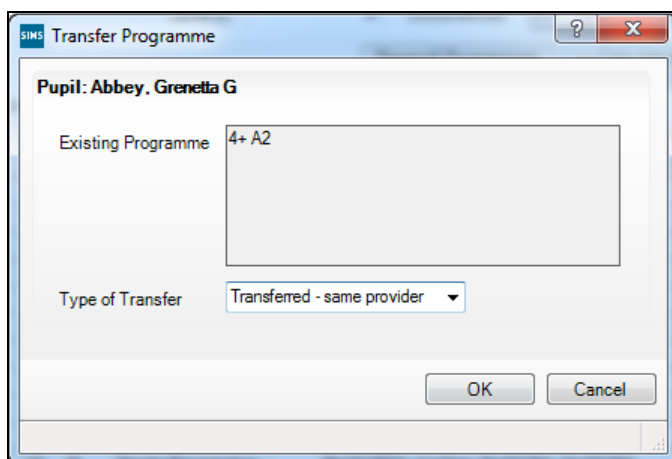 SIMS Transfer Programme
Pupil: Abbey, Grenetta G
Existing Programme
4+ A2
Type of Transfer
Transferred - same provider
OK
Cancel